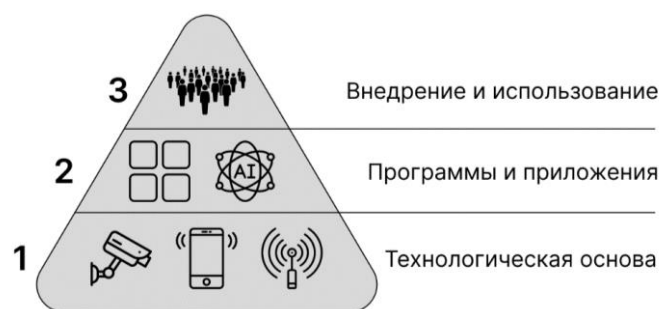 3
Внедрение и использование
2
AI
Программы и приложения
1
Технологическая основа